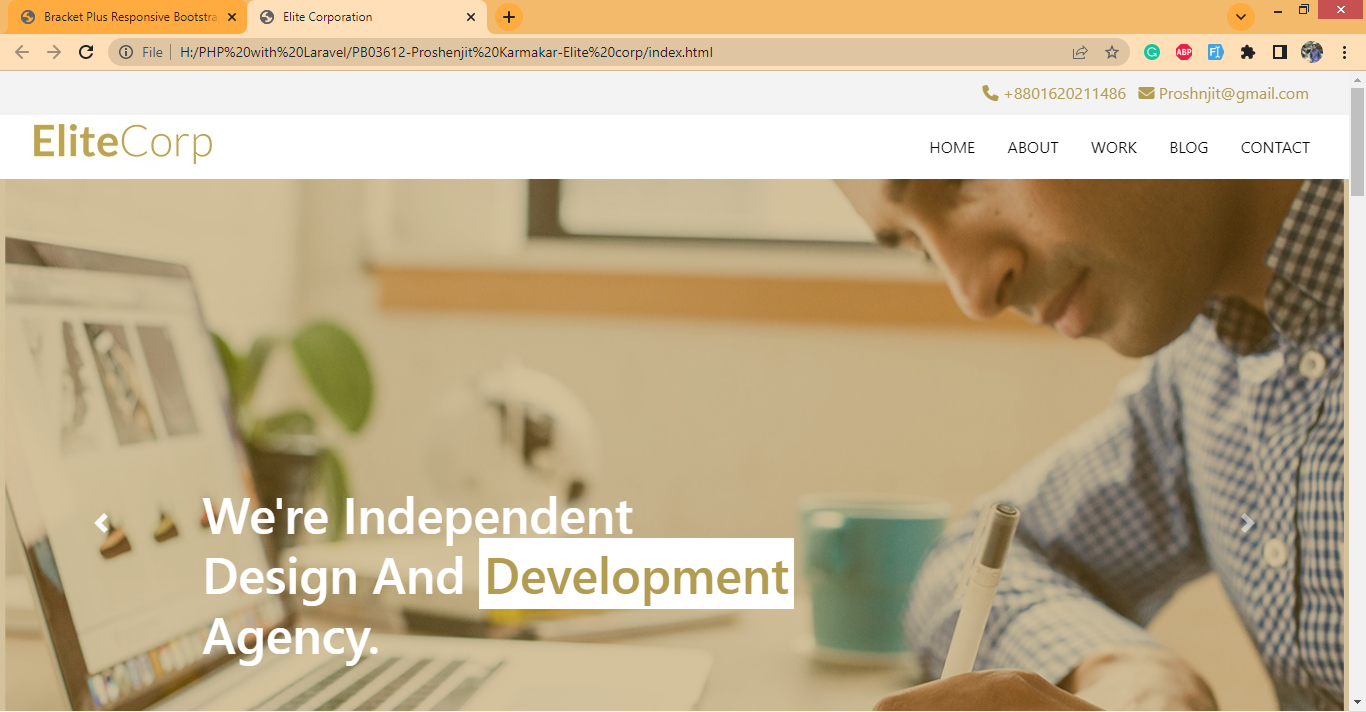 Bracket Plus Responsive Bootstra
Elite Corporation
File
H:/PHP%20with%20Laravel/PB03612-Proshenjit%20Karmakar-Elite%20corp/index.html
ABP
+8801620211486 Proshnjit@gmail.com
EliteCorp
HOME ABOUT WORK BLOG CONTACT
We're Independent
Design And Development
Agency.